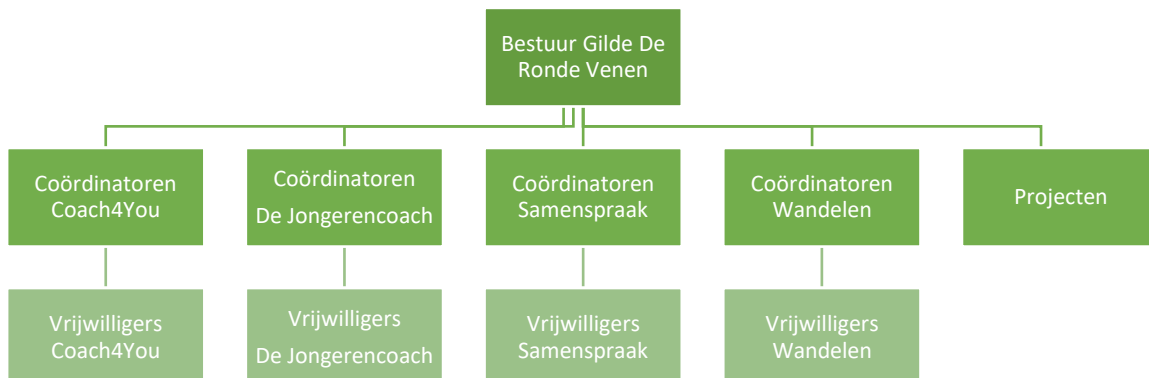 Bestuur Gilde De
Ronde Venen
Coördinatoren
Coach4You
Coördinatoren
De Jongerencoach
Coördinatoren
Samenspraak
Coördinatoren
Wandelen
Projecten
Vrijwilligers
Coach4You
Vrijwilligers
De Jongerencoach
Vrijwilligers
Samenspraak
Vrijwilligers
Wandelen